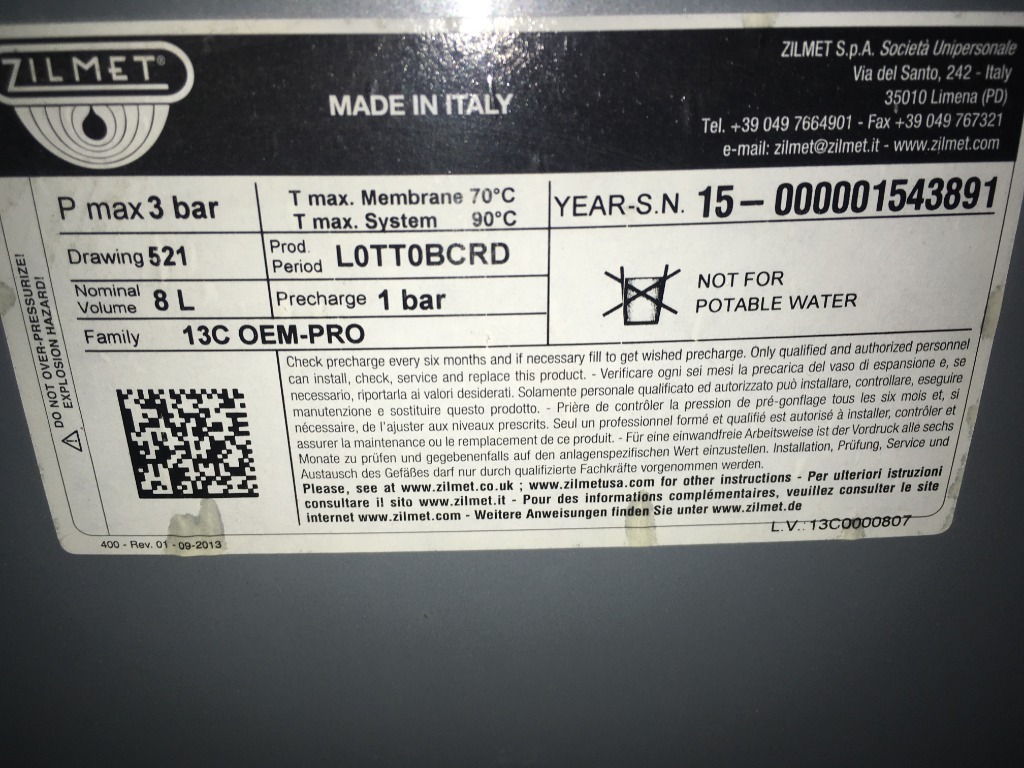 ZILMET®
MADE IN ITALY
ZILMET S.p.A. Società Unipersonale
Via del Santo, 242 - Italy
35010 Limena (PD)
Tel. +39 049 7664901 - Fax +39 049 767321
e-mail: zilmet@zilmet.it - www.zilmet.com
DO NOT OVER-PRESSURIZE!
EXPLOSION HAZARD!
P max 3 bar
T max. Membrane 70°C
T max. System 90°C
YEAR-S.N. 15-000001543891
Drawing 521
Prod. Period L0TT0BCRD
Nominal Volume 8 L
Precharge 1 bar
NOT FOR
POTABLE WATER
Family 13C OEM-PRO
Check precharge every six months and if necessary fill to get wished precharge. Only qualified and authorized personnel
can install, check, service and replace this product. - Verificare ogni sei mesi la precarica del vaso di espansione e, se
necessario, riportarla ai valori desiderati. Solamente personale qualificato ed autorizzato può installare, controllare, eseguire
manutenzione e sostituire questo prodotto. - Prière de contrôler la pression de pré-gonflage tous les six mois et, si
nécessaire, de l'ajuster aux niveaux prescrits. Seul un professionnel formé et qualifié est autorisé à installer, contrôler et
assurer la maintenance ou le remplacement de ce produit. - Für eine einwandfreie Arbeitsweise ist der Vordruck alle sechs
Monate zu prüfen und gegebenenfalls auf den anlagenspezifischen Wert einzustellen. Installation, Prüfung, Service und
Austausch des Gefäßes darf nur durch qualifizierte Fachkräfte vorgenommen werden.
Please, see at www.zilmet.co.uk ; www.zilmetusa.com for other instructions - Per ulteriori istruzioni
consultare il sito www.zilmet.it - Pour des informations complémentaires, veuillez consulter le site
internet www.zilmet.com - Weitere Anweisungen finden Sie unter www.zilmet.de
L.V.: 13C0000807
400 - Rev. 01 - 09-2013